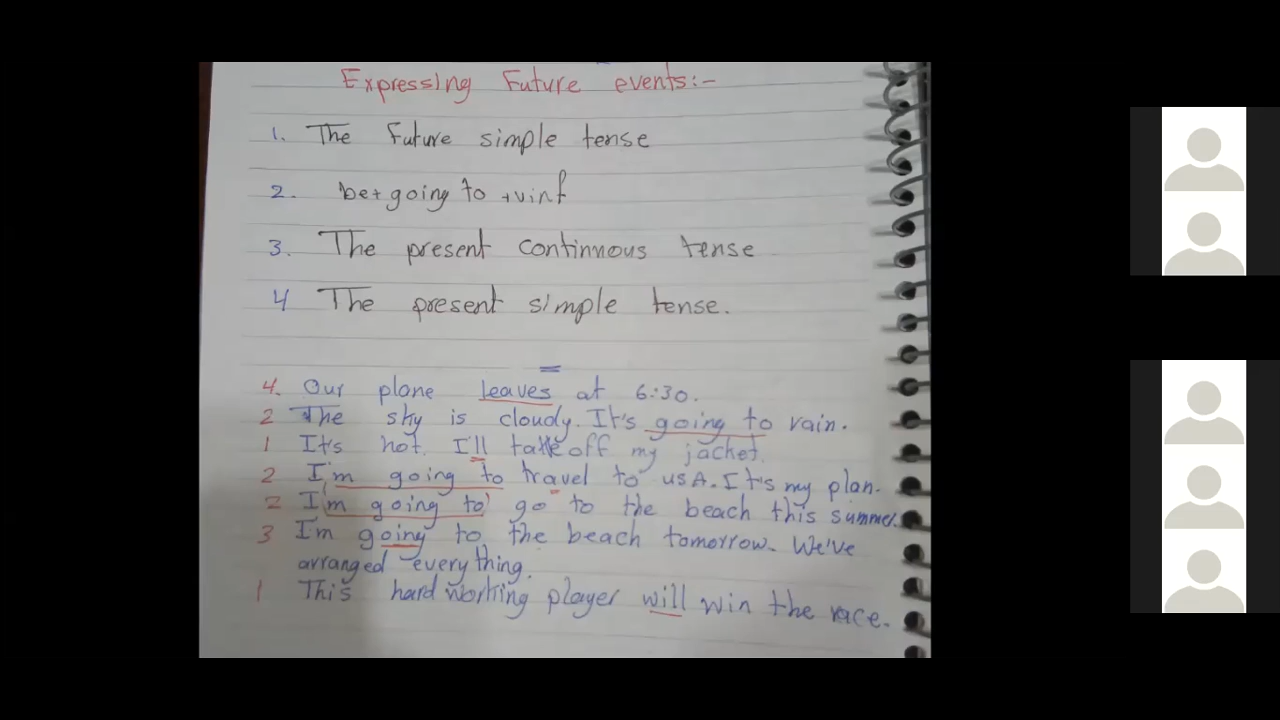 Expressing Future events:-
1. The Future simple tense
2. be+going to +vinf
3. The present continuous tense
4 The present simple tense.
=
4. Our plane leaves at 6:30.
2 The sky is cloudy. It's going to rain.
1 It's hot. I'll take off my jacket.
2 I'm going to travel to USA. It's my plan.
2 I'm going to go to the beach this summer.
3 I'm going to the beach tomorrow. We've
arranged everything.
1 This hard working player will win the race.